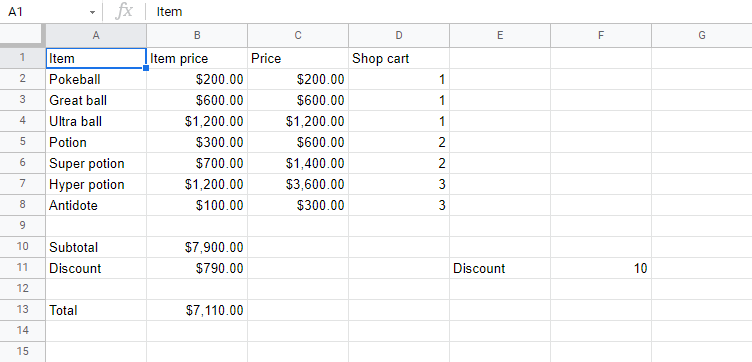 A1 fx Item
A B C D E F G
1 Item Item price Price Shop cart
2 Pokeball $200.00 $200.00 1
3 Great ball $600.00 $600.00 1
4 Ultra ball $1,200.00 $1,200.00 1
5 Potion $300.00 $600.00 2
6 Super potion $700.00 $1,400.00 2
7 Hyper potion $1,200.00 $3,600.00 3
8 Antidote $100.00 $300.00 3
9
10 Subtotal $7,900.00
11 Discount $790.00 Discount 10
12
13 Total $7,110.00
14
15